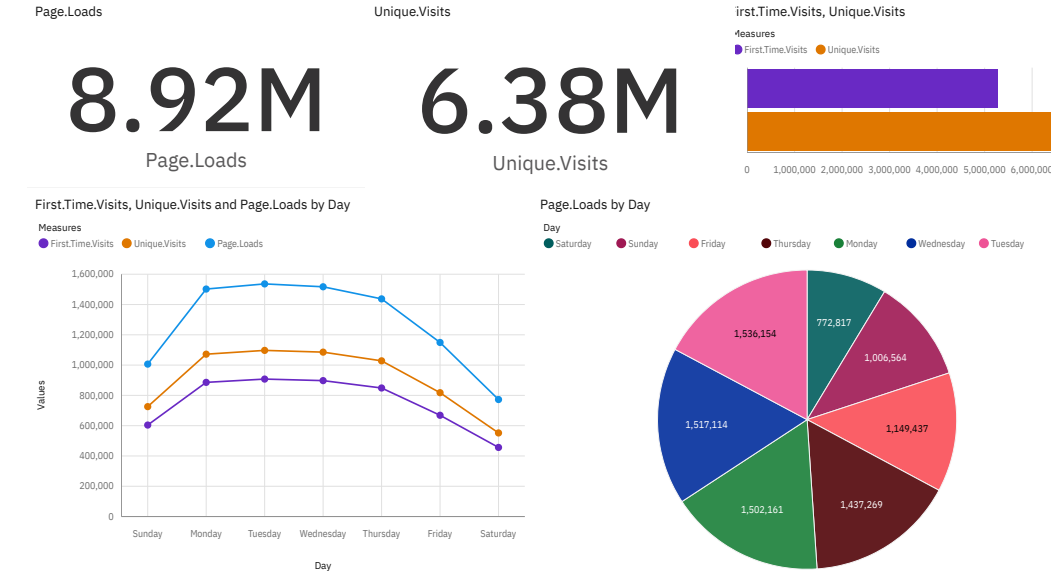 Page.Loads
8.92M
Page.Loads
Unique.Visits
6.38M
Unique.Visits
First.Time.Visits, Unique.Visits
Measures
First.Time.Visits Unique.Visits
0 1,000,000 2,000,000 3,000,000 4,000,000 5,000,000 6,000,000
First.Time.Visits, Unique.Visits and Page.Loads by Day
Measures
First.Time.Visits Unique.Visits Page.Loads
1,600,000
1,400,000
1,200,000
1,000,000
800,000
600,000
400,000
200,000
0
Values
Sunday Monday Tuesday Wednesday Thursday Friday Saturday
Day
Page.Loads by Day
Day
Saturday Sunday Friday Thursday Monday Wednesday Tuesday
772,817
1,006,564
1,149,437
1,437,269
1,502,161
1,517,114
1,536,154